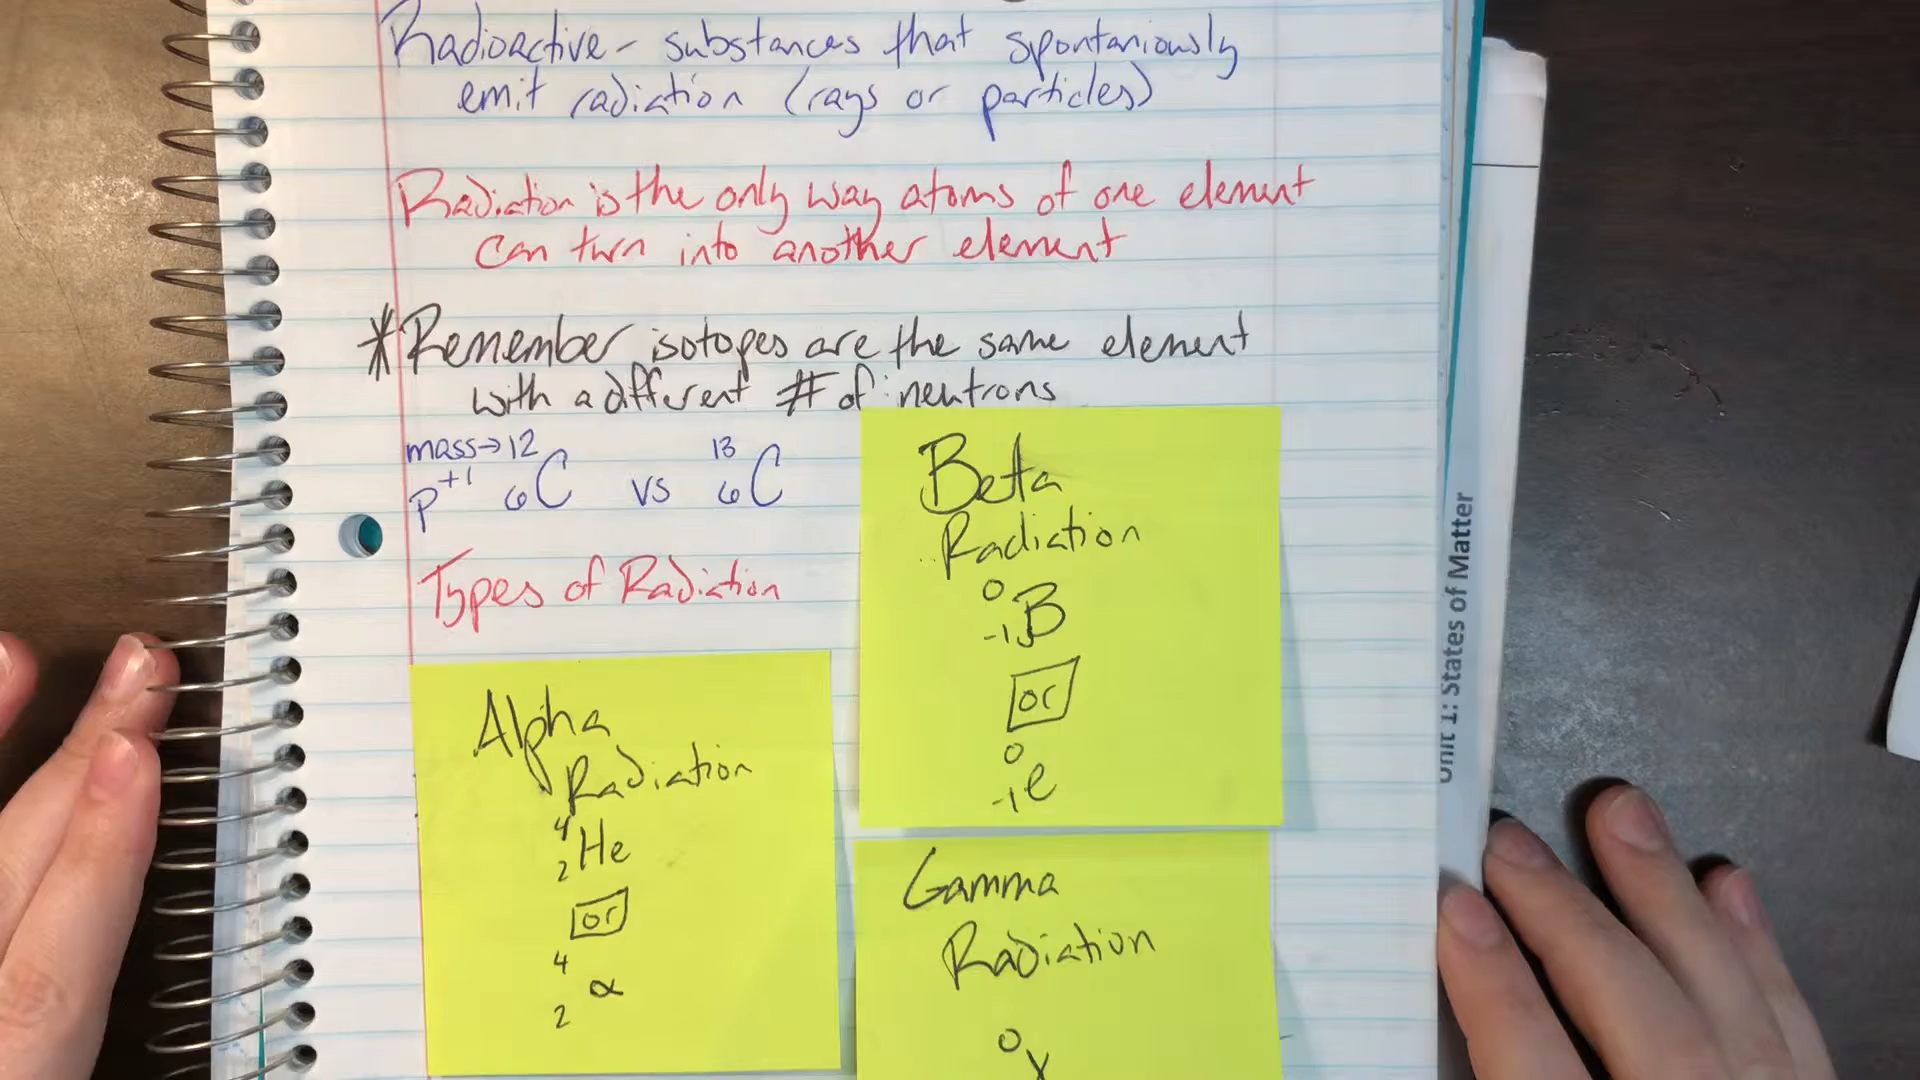 Radioactive - substances that spontaniously
emit radiation (rays or particles)
Radiation is the only way atoms of one element
can turn into another element
*Remember isotopes are the same element
with a different # of neutrons
mass→ 12 13
p+1 6C vs 6C
Types of Radiation
Alpha
Radiation
4
2He
or
4
α
2
Beta
Radiation
0
-1B
or
0
-1e
Gamma
Radiation
0
γ
Unit 1: States of Matter